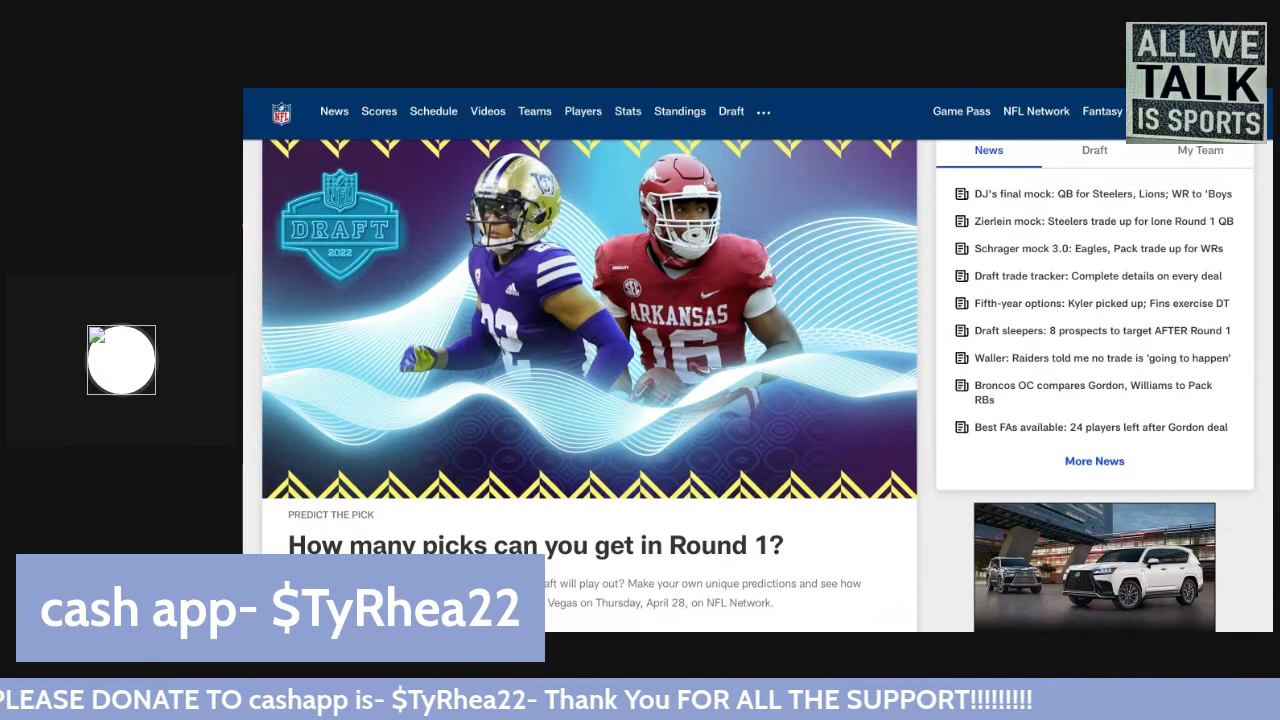 ALL WE
TALK
IS SPORTS
NFL
News Scores Schedule Videos Teams Players Stats Standings Draft ...
Game Pass NFL Network Fantasy
NFL
DRAFT
2022
SEC
ARKANSAS
16
22
News Draft My Team
DJ's final mock: QB for Steelers, Lions; WR to 'Boys
Zierlein mock: Steelers trade up for lone Round 1 QB
Schrager mock 3.0: Eagles, Pack trade up for WRs
Draft trade tracker: Complete details on every deal
Fifth-year options: Kyler picked up; Fins exercise DT
Draft sleepers: 8 prospects to target AFTER Round 1
Waller: Raiders told me no trade is 'going to happen'
Broncos OC compares Gordon, Williams to Pack
RBs
Best FAs available: 24 players left after Gordon deal
More News
PREDICT THE PICK
How many picks can you get in Round 1?
aft will play out? Make your own unique predictions and see how
Vegas on Thursday, April 28, on NFL Network.
cash app- $TyRhea22
PLEASE DONATE TO cashapp is- $TyRhea22- Thank You FOR ALL THE SUPPORT!!!!!!!!!